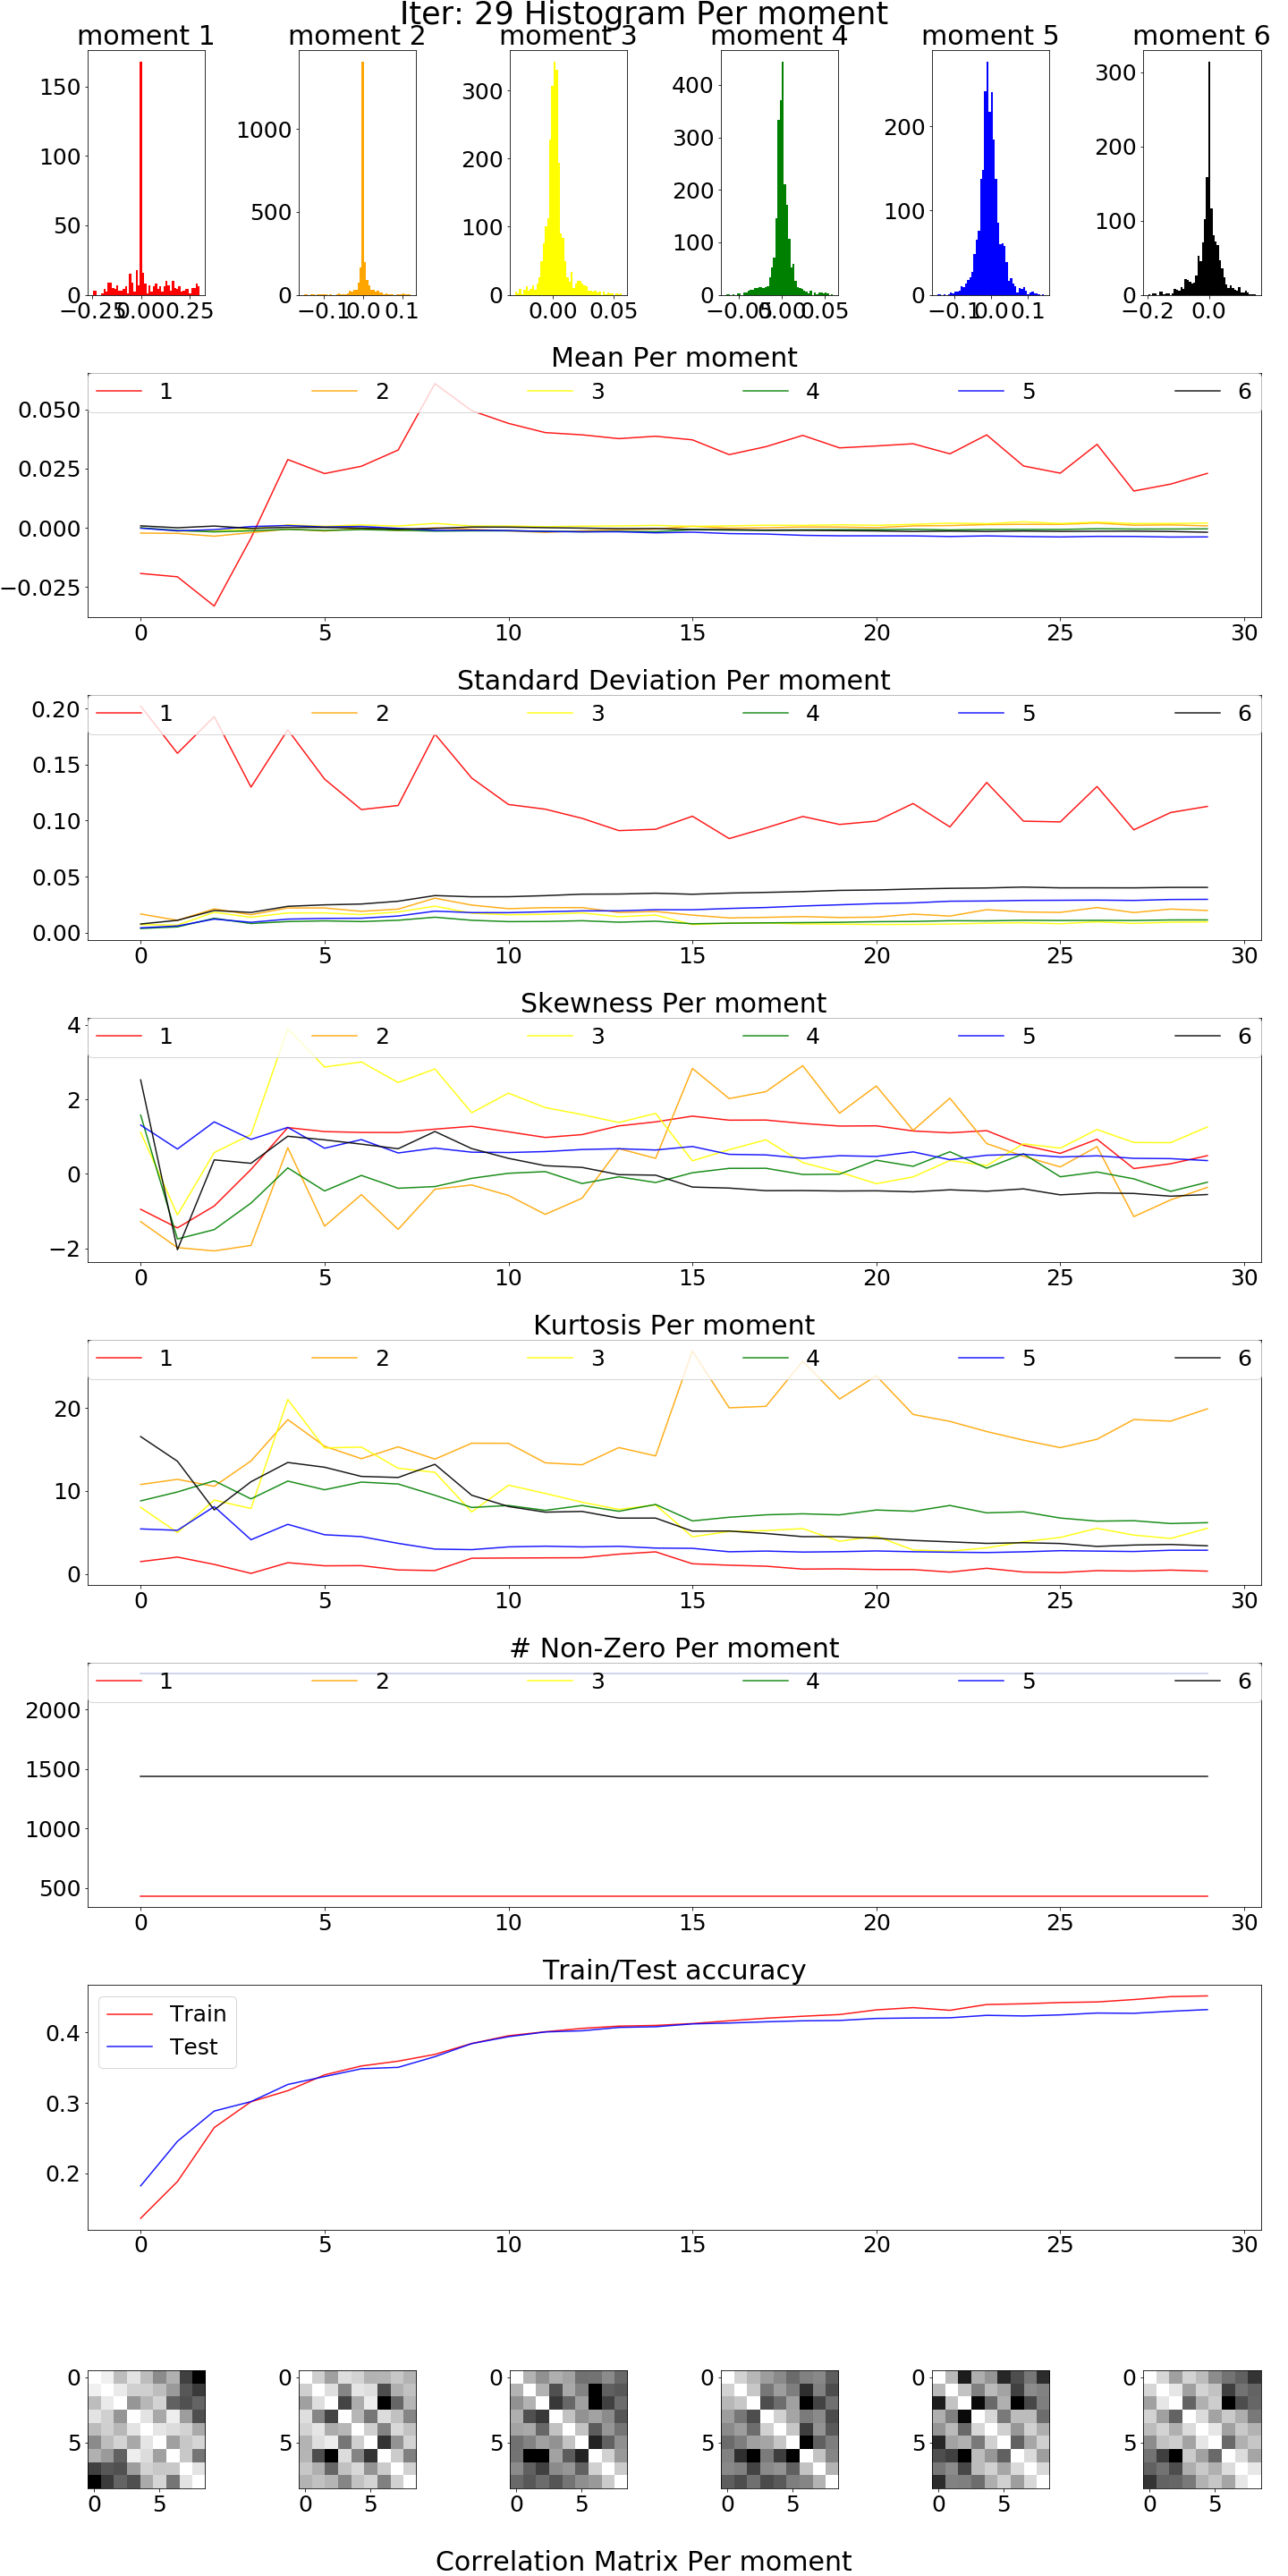 Iter: 29 Histogram Per moment
moment 1 moment 2 moment 3 moment 4 moment 5 moment 6
150 100 50 0
1000 500 0
300 200 100 0
400 300 200 100 0
200 100 0
300 200 100 0
−0.25 0.00 0.25 −0.1 0.0 0.1 0.00 0.05 −0.05 0.00 0.05 −0.1 0.0 0.1 −0.2 0.0
Mean Per moment
1 2 3 4 5 6
0.050
0.025
0.000
−0.025
0 5 10 15 20 25 30
Standard Deviation Per moment
1 2 3 4 5 6
0.20
0.15
0.10
0.05
0.00
0 5 10 15 20 25 30
Skewness Per moment
1 2 3 4 5 6
4
2
0
−2
0 5 10 15 20 25 30
Kurtosis Per moment
1 2 3 4 5 6
20
10
0
0 5 10 15 20 25 30
# Non-Zero Per moment
1 2 3 4 5 6
2000
1500
1000
500
0 5 10 15 20 25 30
Train/Test accuracy
Train
Test
0.4
0.3
0.2
0 5 10 15 20 25 30
0 0 0 0 0 0
5 5 5 5 5 5
0 5 0 5 0 5 0 5 0 5 0 5
Correlation Matrix Per moment